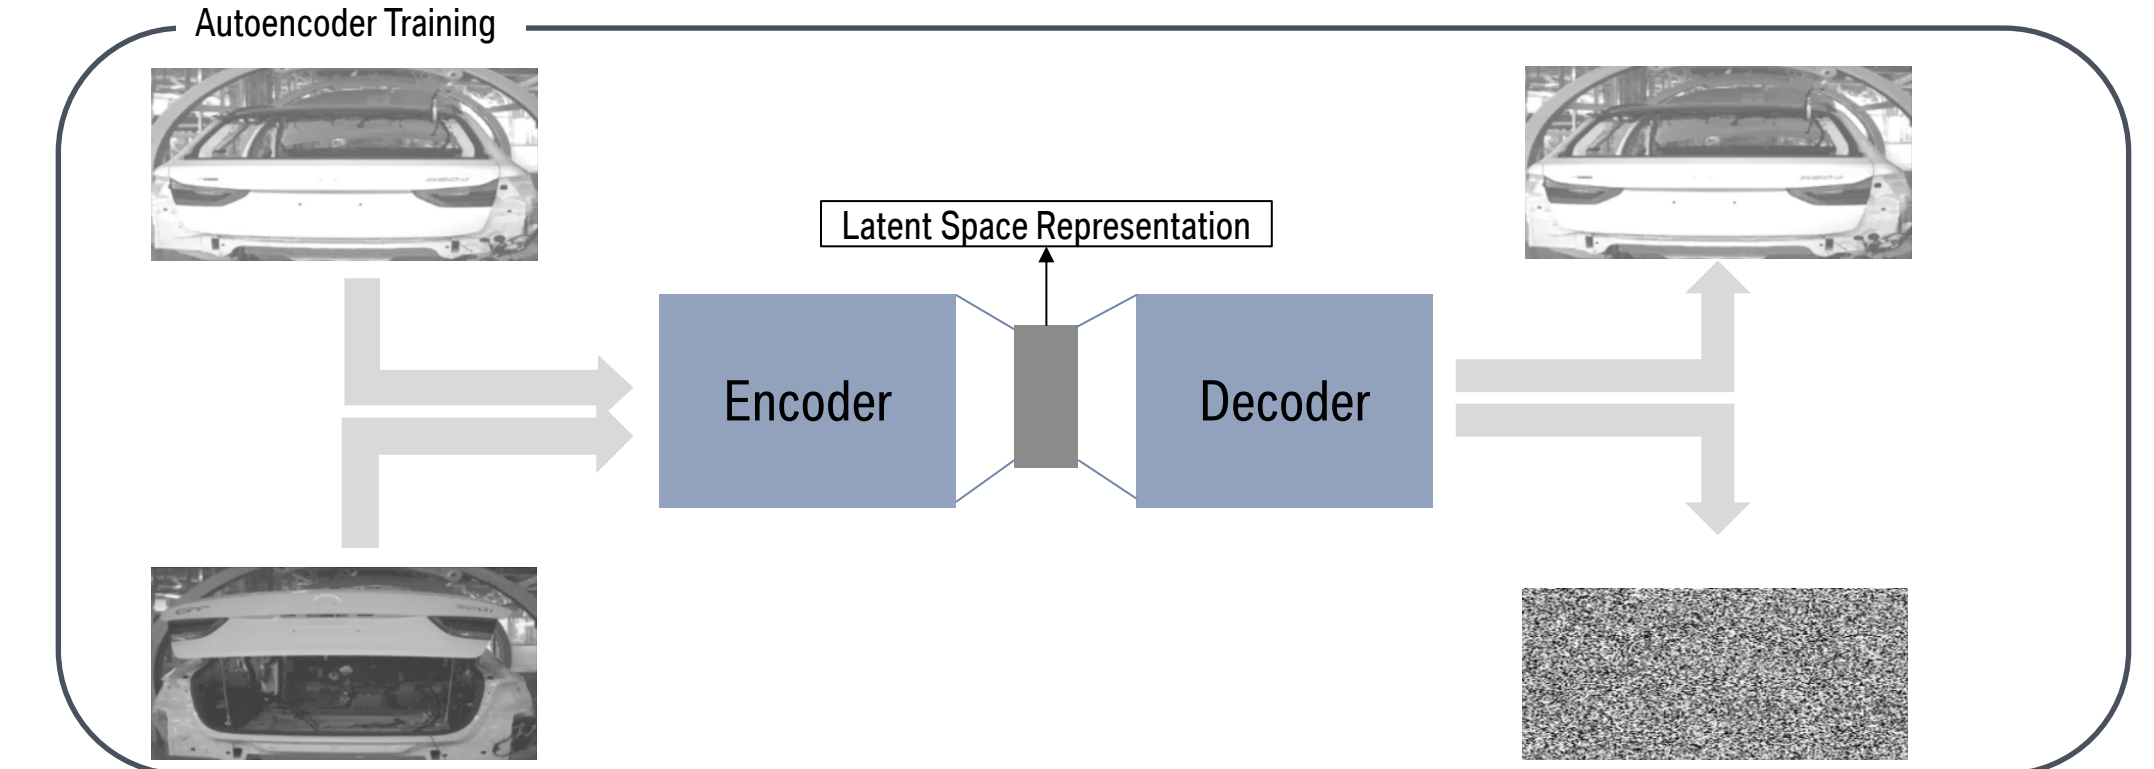 Autoencoder Training
Latent Space Representation
Encoder
Decoder